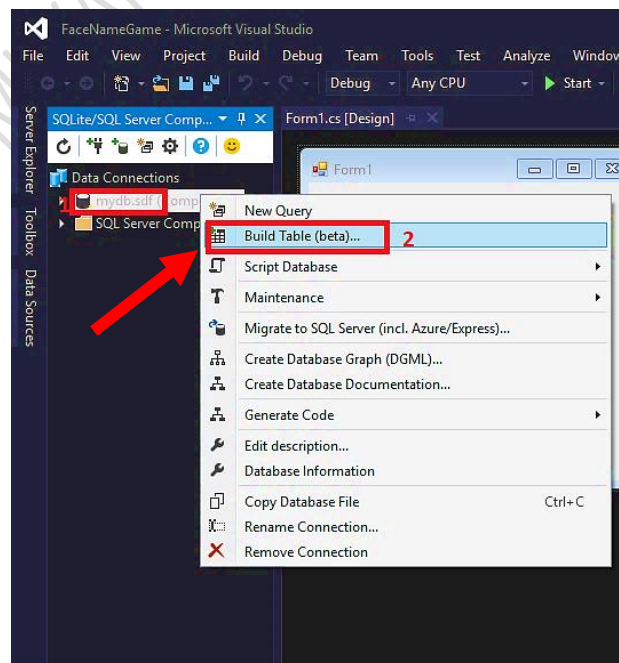 FaceNameGame - Microsoft Visual Studio
File Edit View Project Build Debug Team Tools Test Analyze Window
Debug Any CPU Start
Server Explorer
Toolbox
Data Sources
SQLite/SQL Server Comp...
Form1.cs [Design]
Form1
Data Connections
1
mydb.sdf (Comp
SQL Server Comp
New Query
Build Table (beta)... 2
Script Database
Maintenance
Migrate to SQL Server (incl. Azure/Express)...
Create Database Graph (DGML)...
Create Database Documentation...
Generate Code
Edit description...
Database Information
Copy Database File Ctrl+C
Rename Connection...
Remove Connection